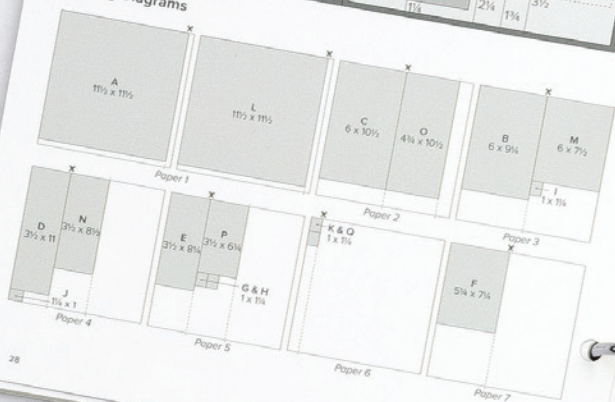 1¼
2¼
1¾
3½
A
11½ x 11½
L
11½ x 11½
C
6 x 10½
O
4¾ x 10½
B
6 x 9¼
M
6 x 7½
I
1 x 1¼
Paper 1
Paper 2
Paper 3
D
3½ x 11
N
3½ x 8½
J
1¼ x 1
E
3½ x 8¼
P
3½ x 6¼
G & H
1 x 1¼
K & Q
1 x 1¼
F
5¼ x 7¼
Paper 4
Paper 5
Paper 6
Paper 7
28